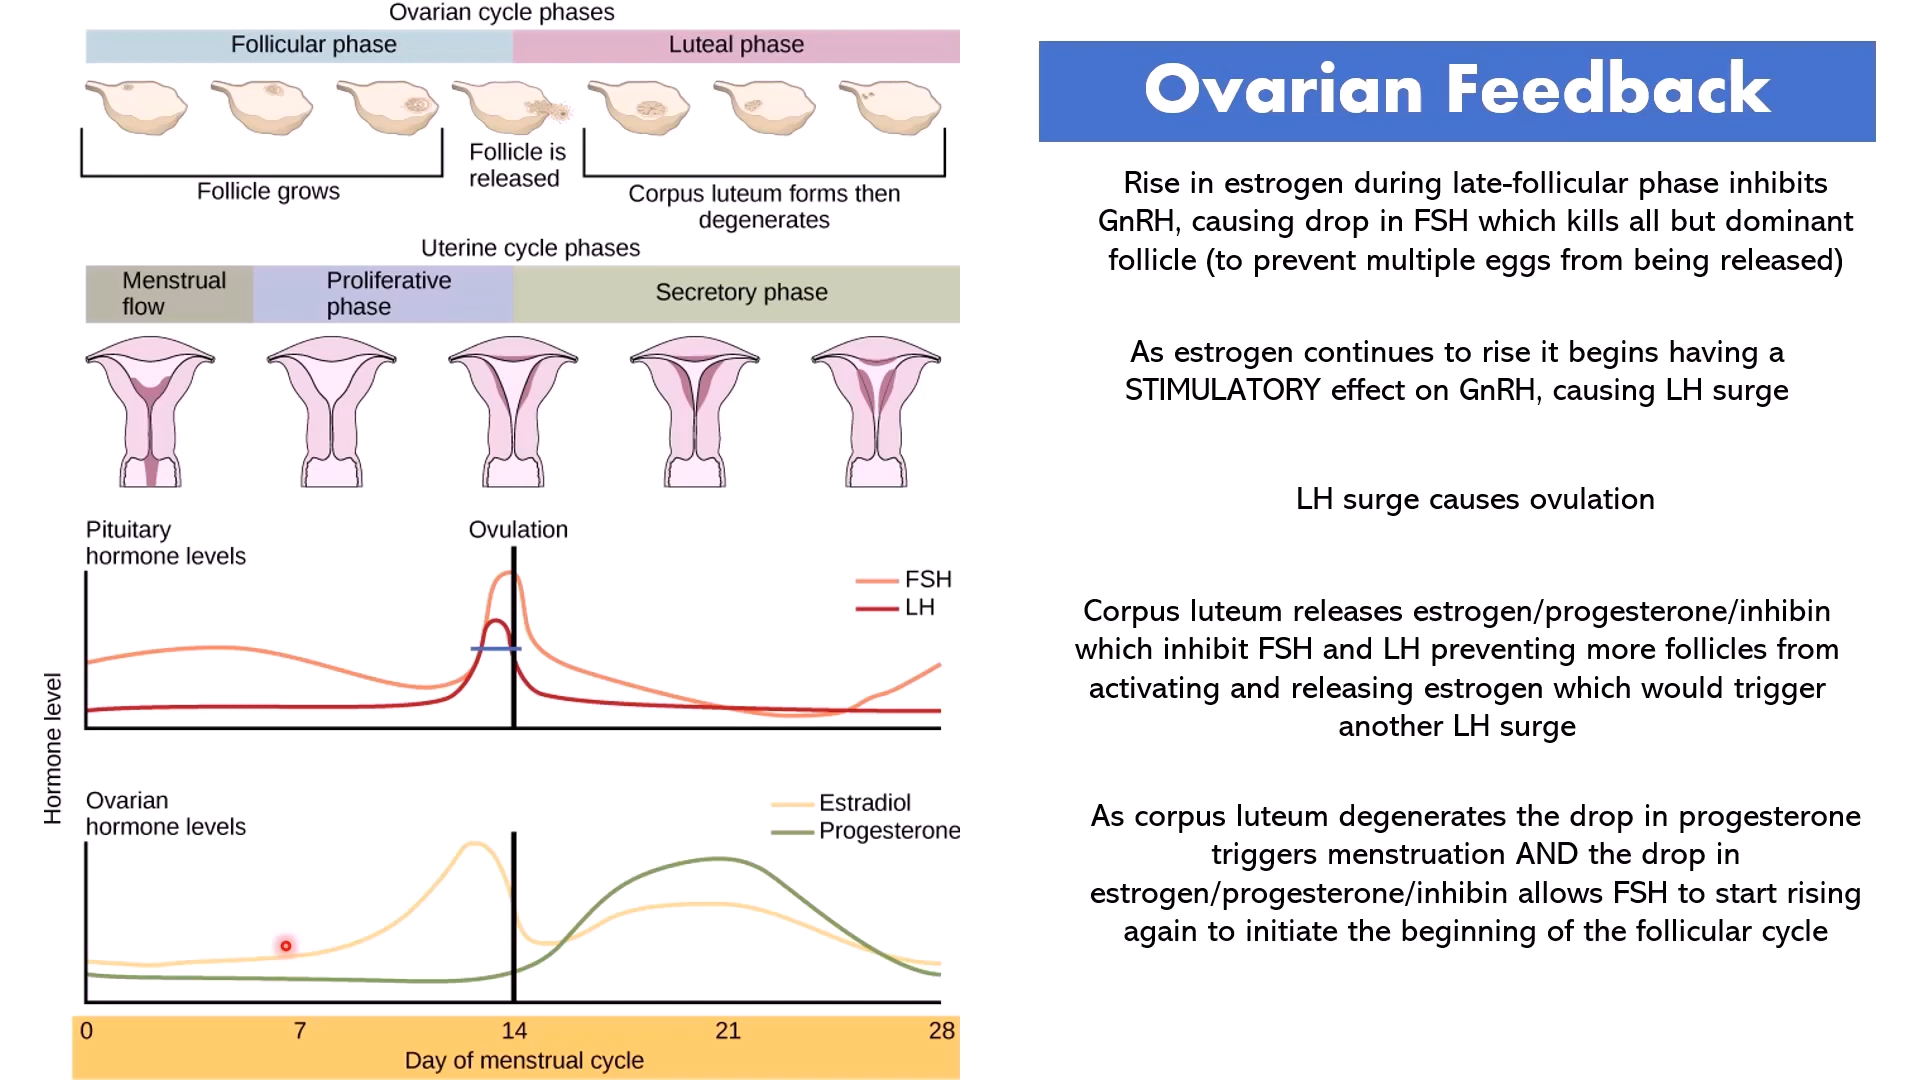 Ovarian cycle phases
Follicular phase
Luteal phase
Follicle grows
Follicle is
released
Corpus luteum forms then
degenerates
Uterine cycle phases
Menstrual
flow
Proliferative
phase
Secretory phase
Pituitary
hormone levels
Ovulation
FSH
LH
Hormone level
Ovarian
hormone levels
Estradiol
Progesterone
0 7 14 21 28
Day of menstrual cycle
Ovarian Feedback
Rise in estrogen during late-follicular phase inhibits
GnRH, causing drop in FSH which kills all but dominant
follicle (to prevent multiple eggs from being released)
As estrogen continues to rise it begins having a
STIMULATORY effect on GnRH, causing LH surge
LH surge causes ovulation
Corpus luteum releases estrogen/progesterone/inhibin
which inhibit FSH and LH preventing more follicles from
activating and releasing estrogen which would trigger
another LH surge
As corpus luteum degenerates the drop in progesterone
triggers menstruation AND the drop in
estrogen/progesterone/inhibin allows FSH to start rising
again to initiate the beginning of the follicular cycle